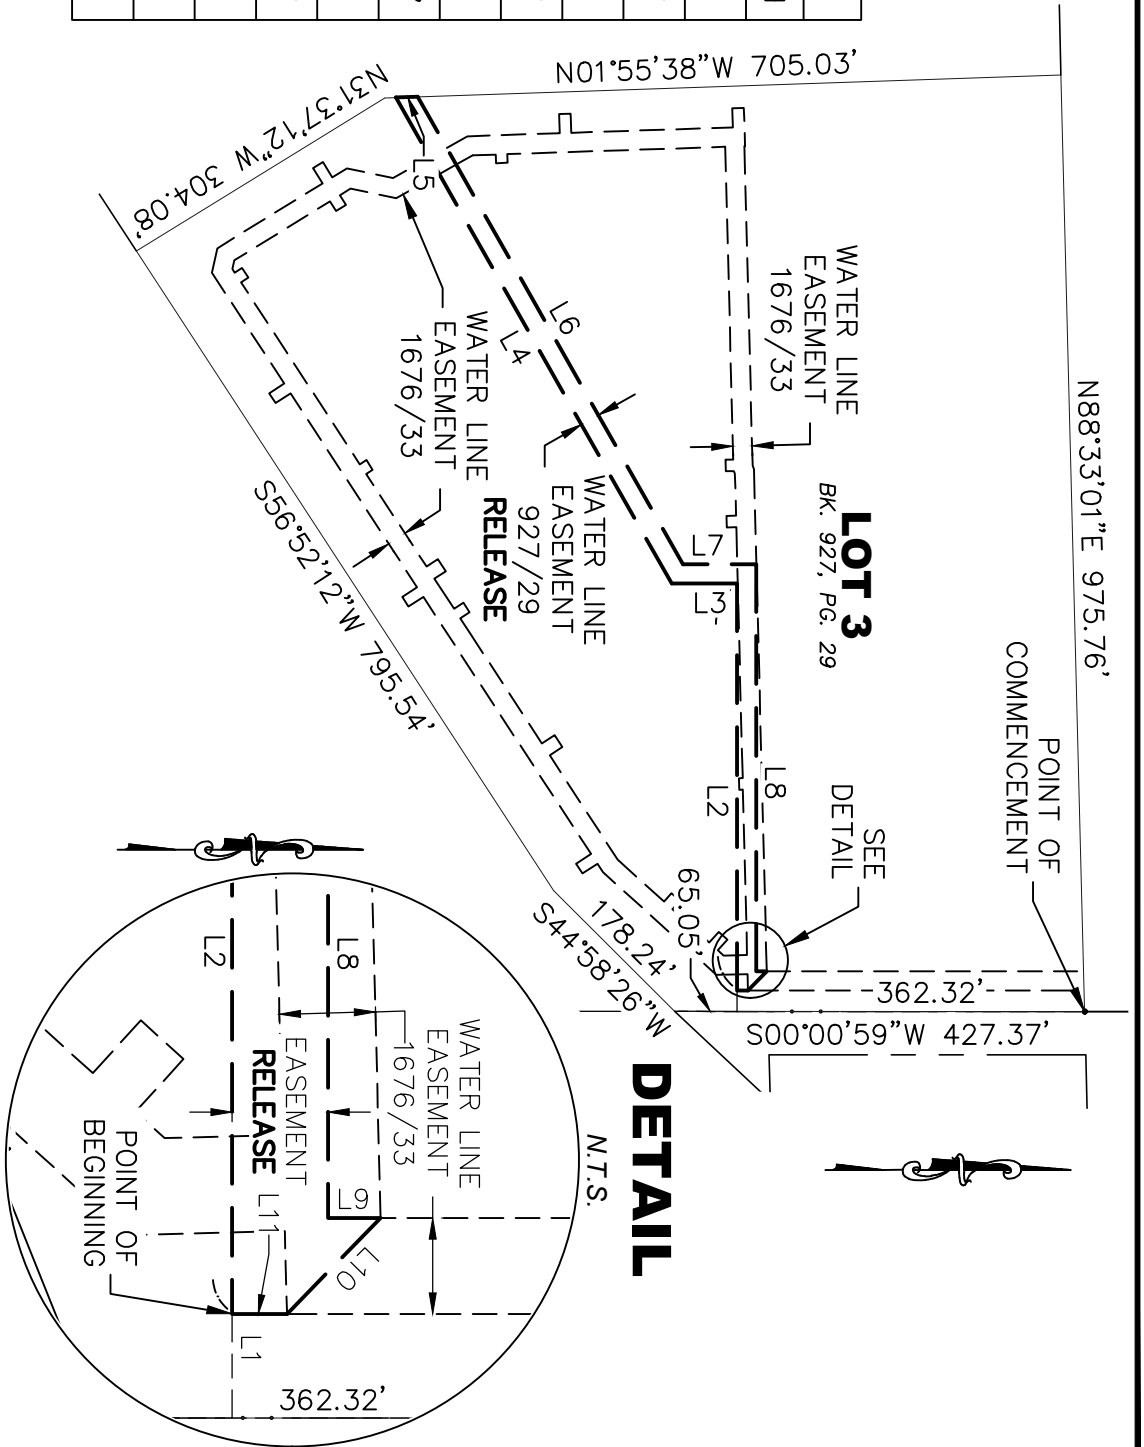 N01°55'38"W 705.03'
N31°37'12"W 304.08'
N88°33'01"E 975.76'
L5
WATER LINE
EASEMENT
1676/33
WATER LINE
EASEMENT
1676/33
L6
L4
LOT 3
BK. 927, PG. 29
WATER LINE
EASEMENT
927/29
RELEASE
L7
L3
S56°52'12"W 795.54'
POINT OF
COMMENCEMENT
SEE
DETAIL
L8
L2
65.05'
178.24'
S44°58'26"W
362.32'
S00°00'59"W 427.37'
DETAIL
N.T.S.
L2
L8
WATER LINE
EASEMENT
1676/33
EASEMENT
RELEASE
L9
L10
L11
POINT OF
BEGINNING
L1
362.32'